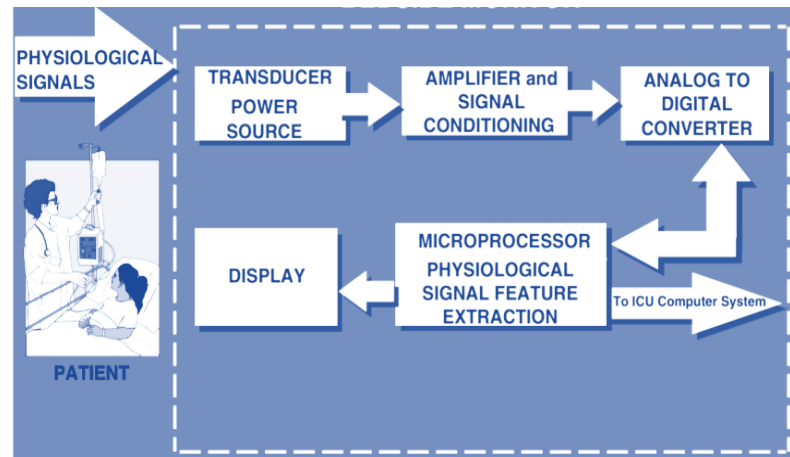 PHYSIOLOGICAL
SIGNALS
TRANSDUCER
POWER
SOURCE
AMPLIFIER and
SIGNAL
CONDITIONING
ANALOG TO
DIGITAL
CONVERTER
DISPLAY
MICROPROCESSOR
PHYSIOLOGICAL
SIGNAL FEATURE
EXTRACTION
To ICU Computer System
PATIENT